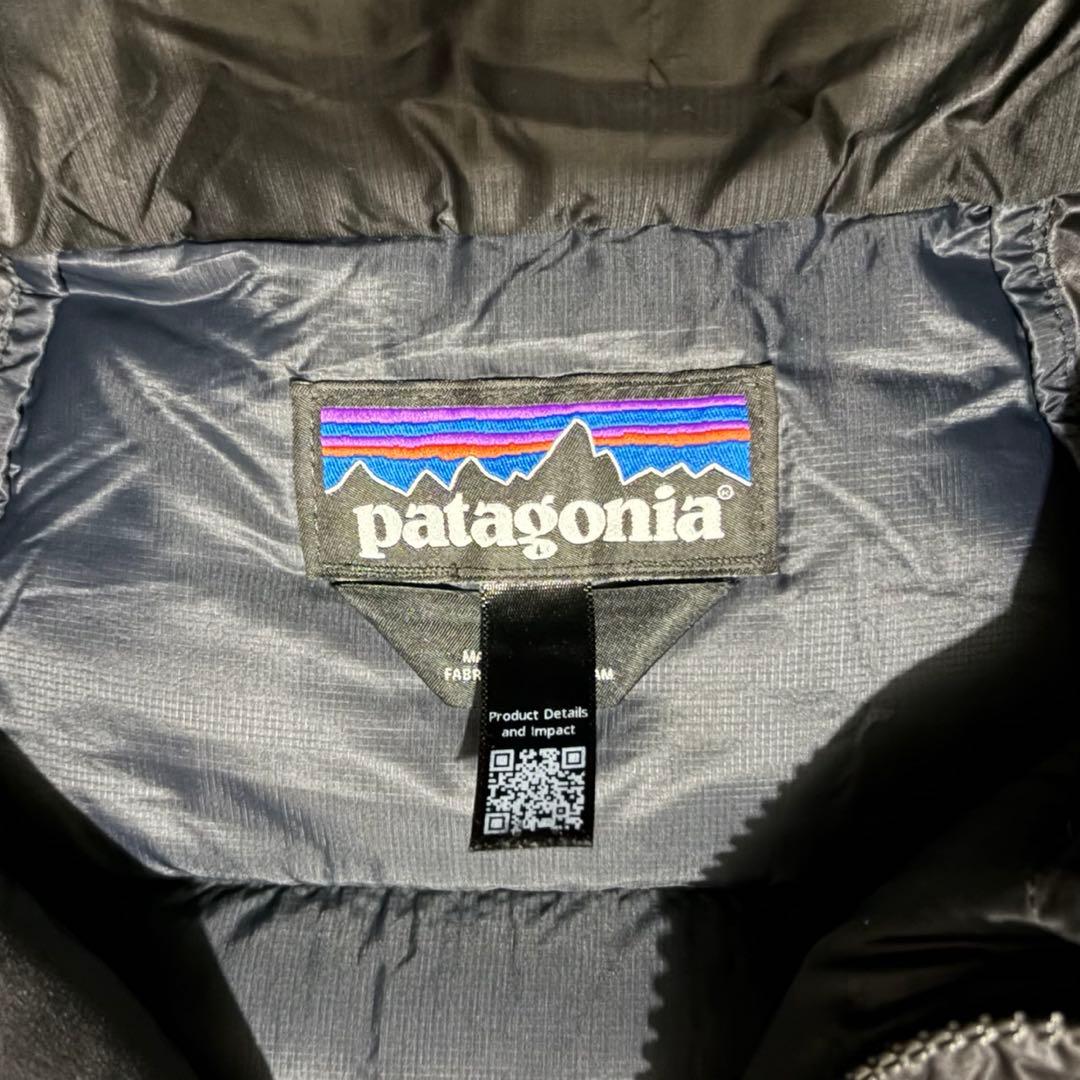 patagonia®
Product Details
and Impact